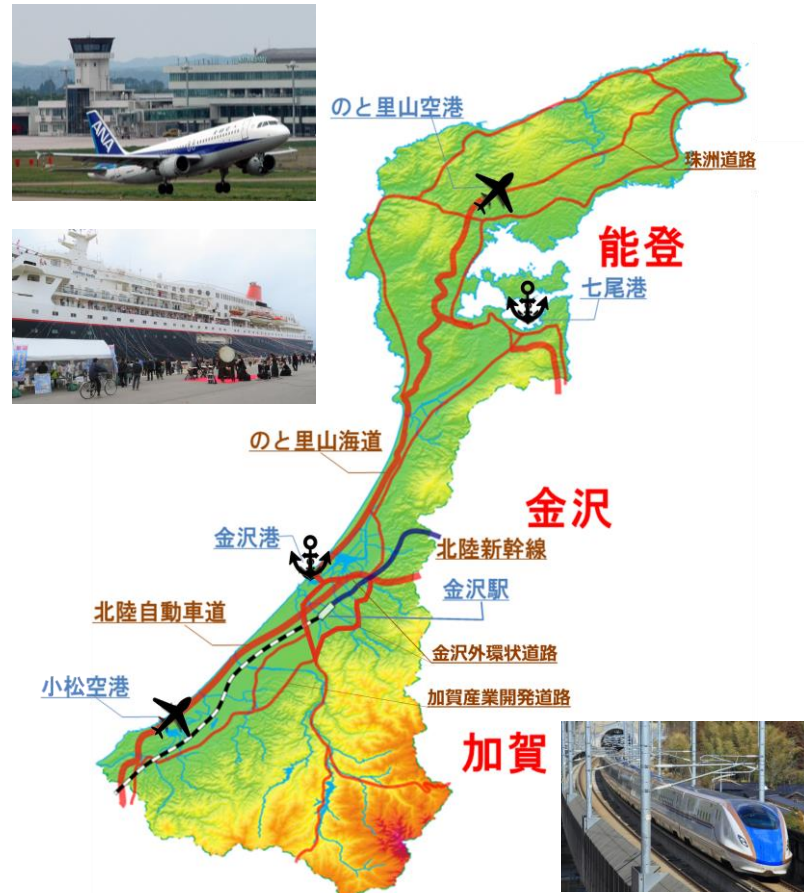 ANA
のと里山空港
珠洲道路
能登
七尾港
のと里山海道
金沢
金沢港
北陸新幹線
金沢駅
北陸自動車道
金沢外環状道路
小松空港
加賀産業開発道路
加賀